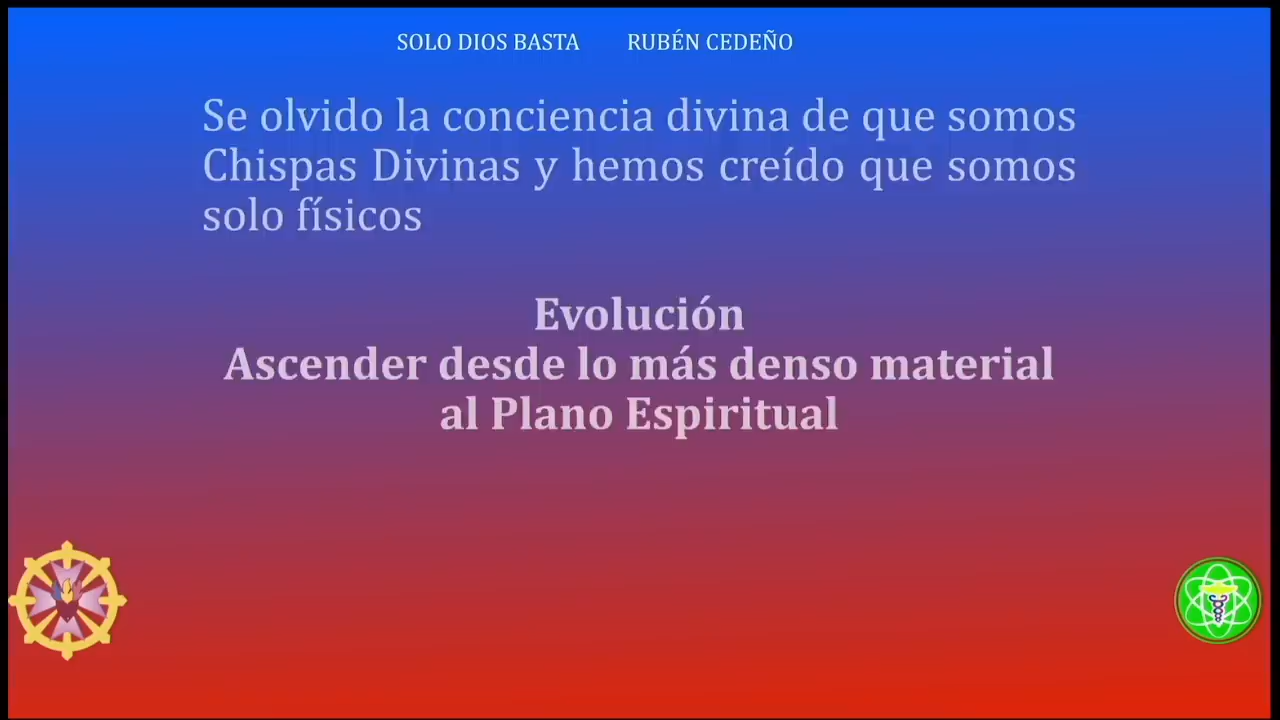 SOLO DIOS BASTA RUBÉN CEDEÑO
Se olvido la conciencia divina de que somos
Chispas Divinas y hemos creído que somos
solo físicos
Evolución
Ascender desde lo más denso material
al Plano Espiritual